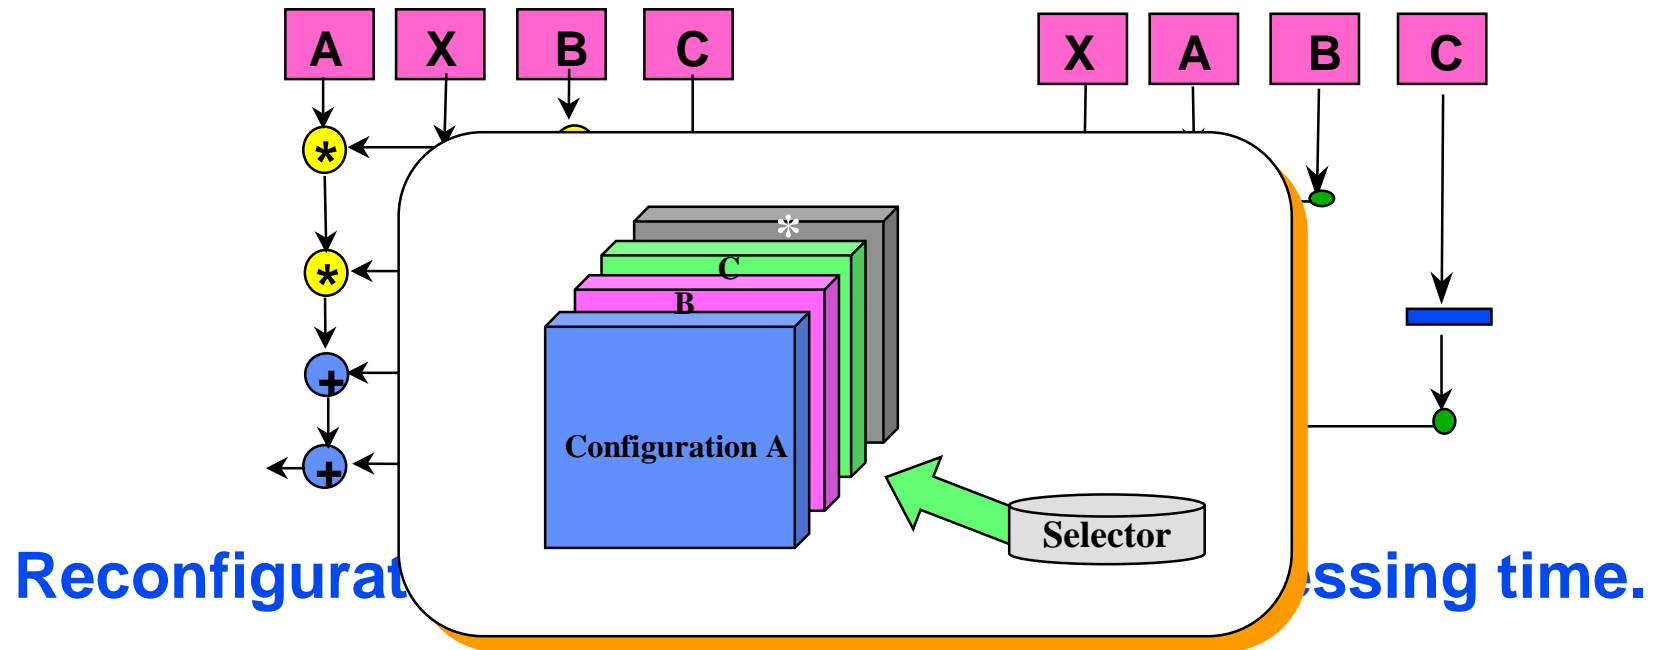 A X B C X A B C
*
*
+
+
*
C
B
Configuration A
Selector
Reconfigurat essing time.